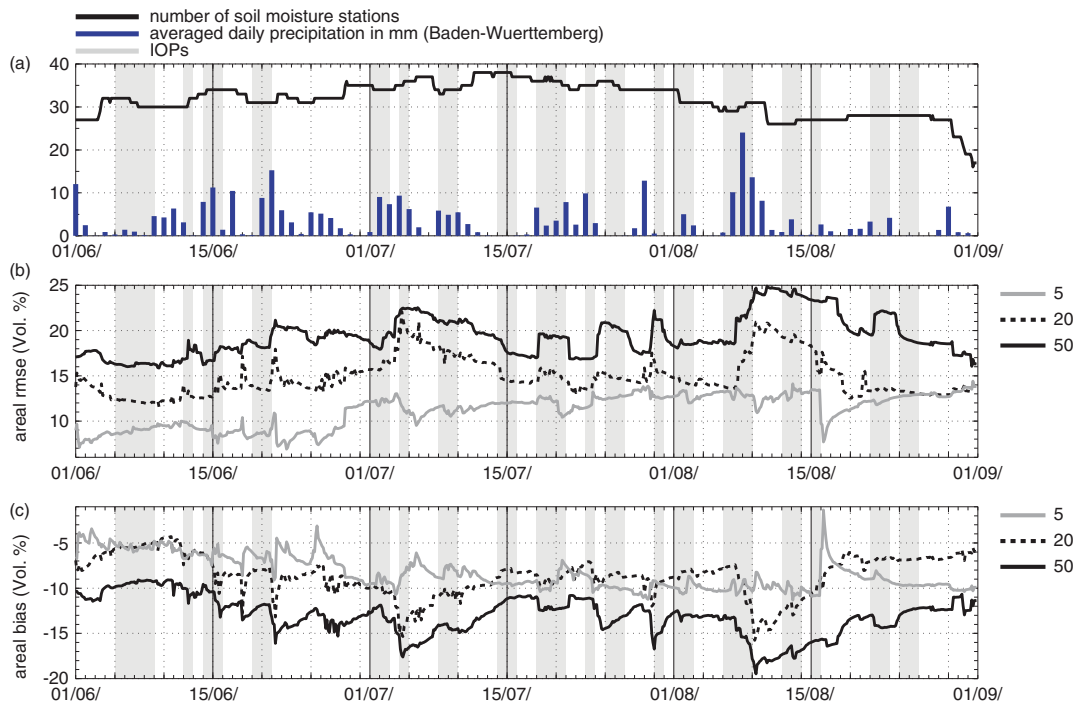 number of soil moisture stations
averaged daily precipitation in mm (Baden-Wuerttemberg)
IOPs
(a)
40
30
20
10
0
01/06/ 15/06/ 01/07/ 15/07/ 01/08/ 15/08/ 01/09/
(b)
areal rmse (Vol. %)
25
20
15
10
5
20
50
01/06/ 15/06/ 01/07/ 15/07/ 01/08/ 15/08/ 01/09/
(c)
areal bias (Vol. %)
-5
-10
-15
-20
5
20
50
01/06/ 15/06/ 01/07/ 15/07/ 01/08/ 15/08/ 01/09/